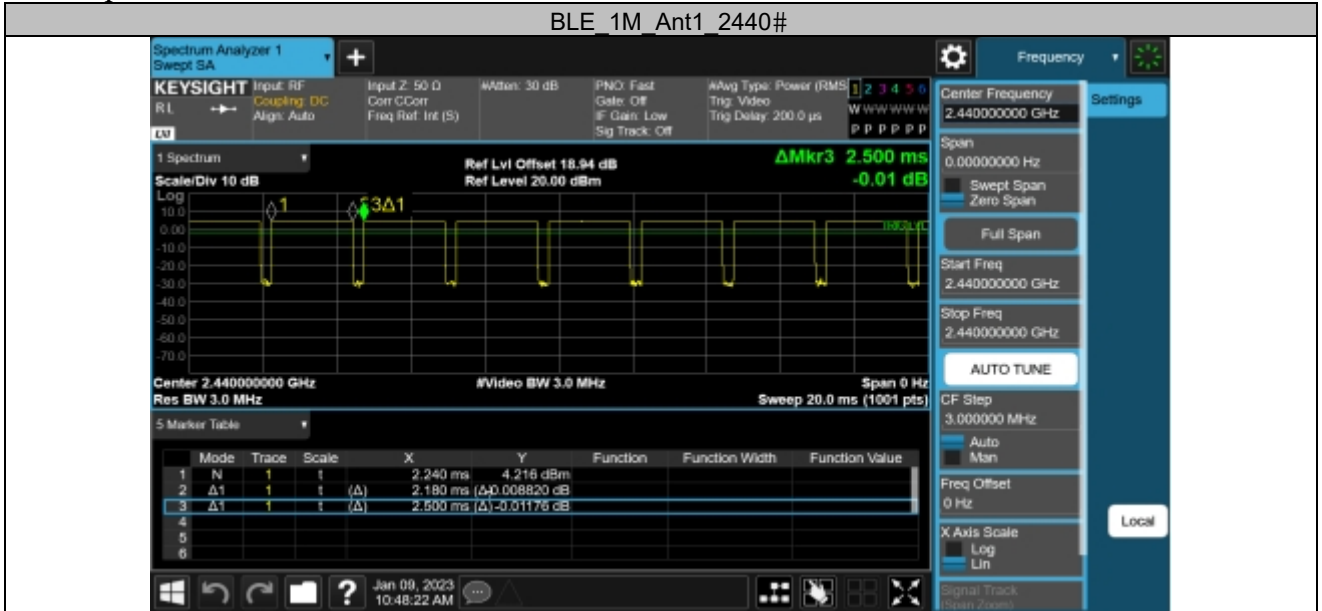 BLE_1M_Ant1_2440#
Spectrum Analyzer 1
Swept SA
+
Frequency
KEYSIGHT
RL
LXI
Input: RF
Coupling: DC
Align: Auto
Input Z: 50 Ω
Corr CCorr
Freq Ref: Int (S)
#Atten: 30 dB
PNO: Fast
Gate: Off
IF Gain: Low
Sig Track: Off
#Avg Type: Power (RMS
Trig: Video
Trig Delay: 200.0 µs
1 2 3 4 5 6
W W W W W W
P P P P P P
1 Spectrum
Scale/Div 10 dB
Ref Lvl Offset 18.94 dB
Ref Level 20.00 dBm
ΔMkr3 2.500 ms
-0.01 dB
Log
10.0
0.00
-10.0
-20.0
-30.0
-40.0
-50.0
-60.0
-70.0
1
3Δ1
TRIG LVL
Center 2.440000000 GHz
#Video BW 3.0 MHz
Span 0 Hz
Res BW 3.0 MHz
Sweep 20.0 ms (1001 pts)
5 Marker Table
Mode Trace Scale X Y Function Function Width Function Value
1 N 1 t 2.240 ms 4.216 dBm
2 Δ1 1 t (Δ) 2.180 ms (Δ) 0.008820 dB
3 Δ1 1 t (Δ) 2.500 ms (Δ) -0.01176 dB
4
5
6
?
Jan 09, 2023
10:48:22 AM
Center Frequency
2.440000000 GHz
Span
0.00000000 Hz
Swept Span
Zero Span
Full Span
Start Freq
2.440000000 GHz
Stop Freq
2.440000000 GHz
AUTO TUNE
CF Step
3.000000 MHz
Auto
Man
Freq Offset
0 Hz
X Axis Scale
Log
Lin
Signal Track
(Span Zoom)
Settings
Local